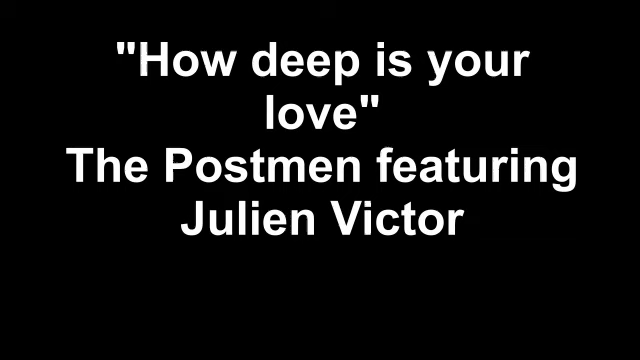 "How deep is your
love"
The Postmen featuring
Julien Victor